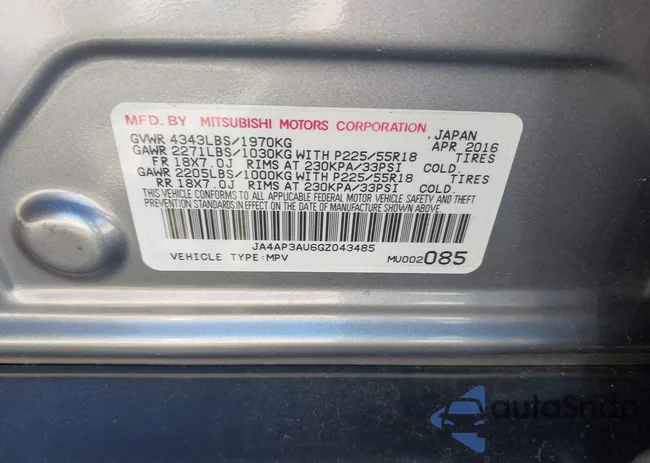 MFD. BY MITSUBISHI MOTORS CORPORATION, JAPAN
GVWR 4343LBS/1970KG APR 2016
GAWR 2271LBS/1030KG WITH P225/55R18 TIRES
FR 18X7.0J RIMS AT 230KPA/33PSI COLD.
GAWR 2205LBS/1000KG WITH P225/55R18 TIRES
RR 18X7.0J RIMS AT 230KPA/33PSI COLD.
THIS VEHICLE CONFORMS TO ALL APPLICABLE FEDERAL MOTOR VEHICLE SAFETY AND THEFT
PREVENTION STANDARDS IN EFFECT ON THE DATE OF MANUFACTURE SHOWN ABOVE.
JA4AP3AU6GZ043485
VEHICLE TYPE:MPV MU002085
autoSnap